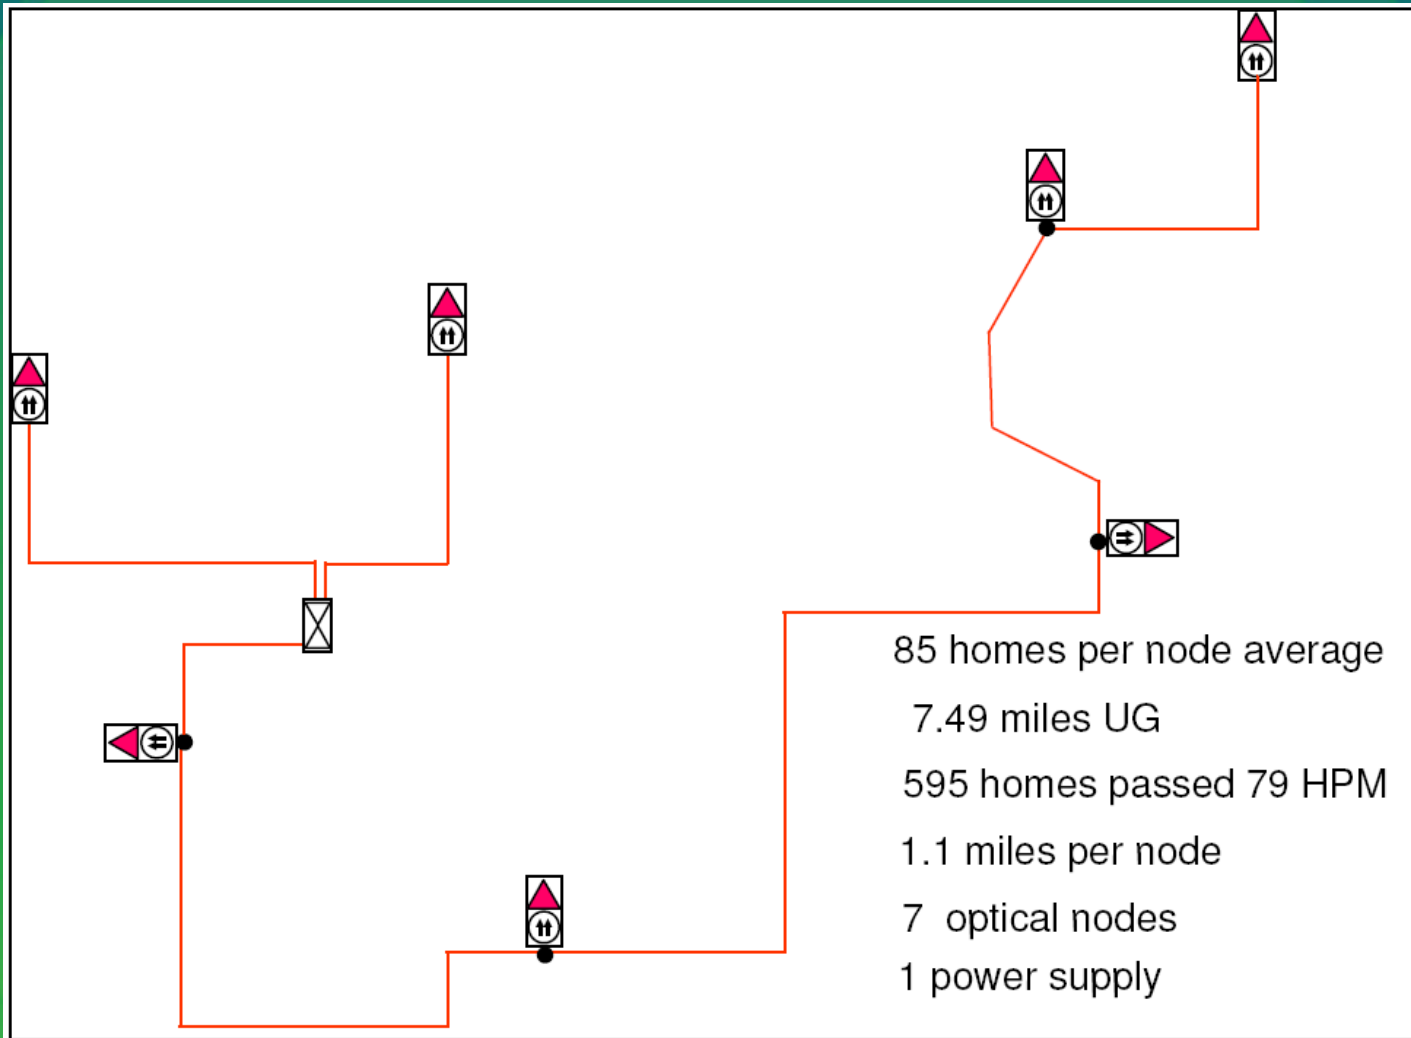 85 homes per node average
7.49 miles UG
595 homes passed 79 HPM
1.1 miles per node
7 optical nodes
1 power supply